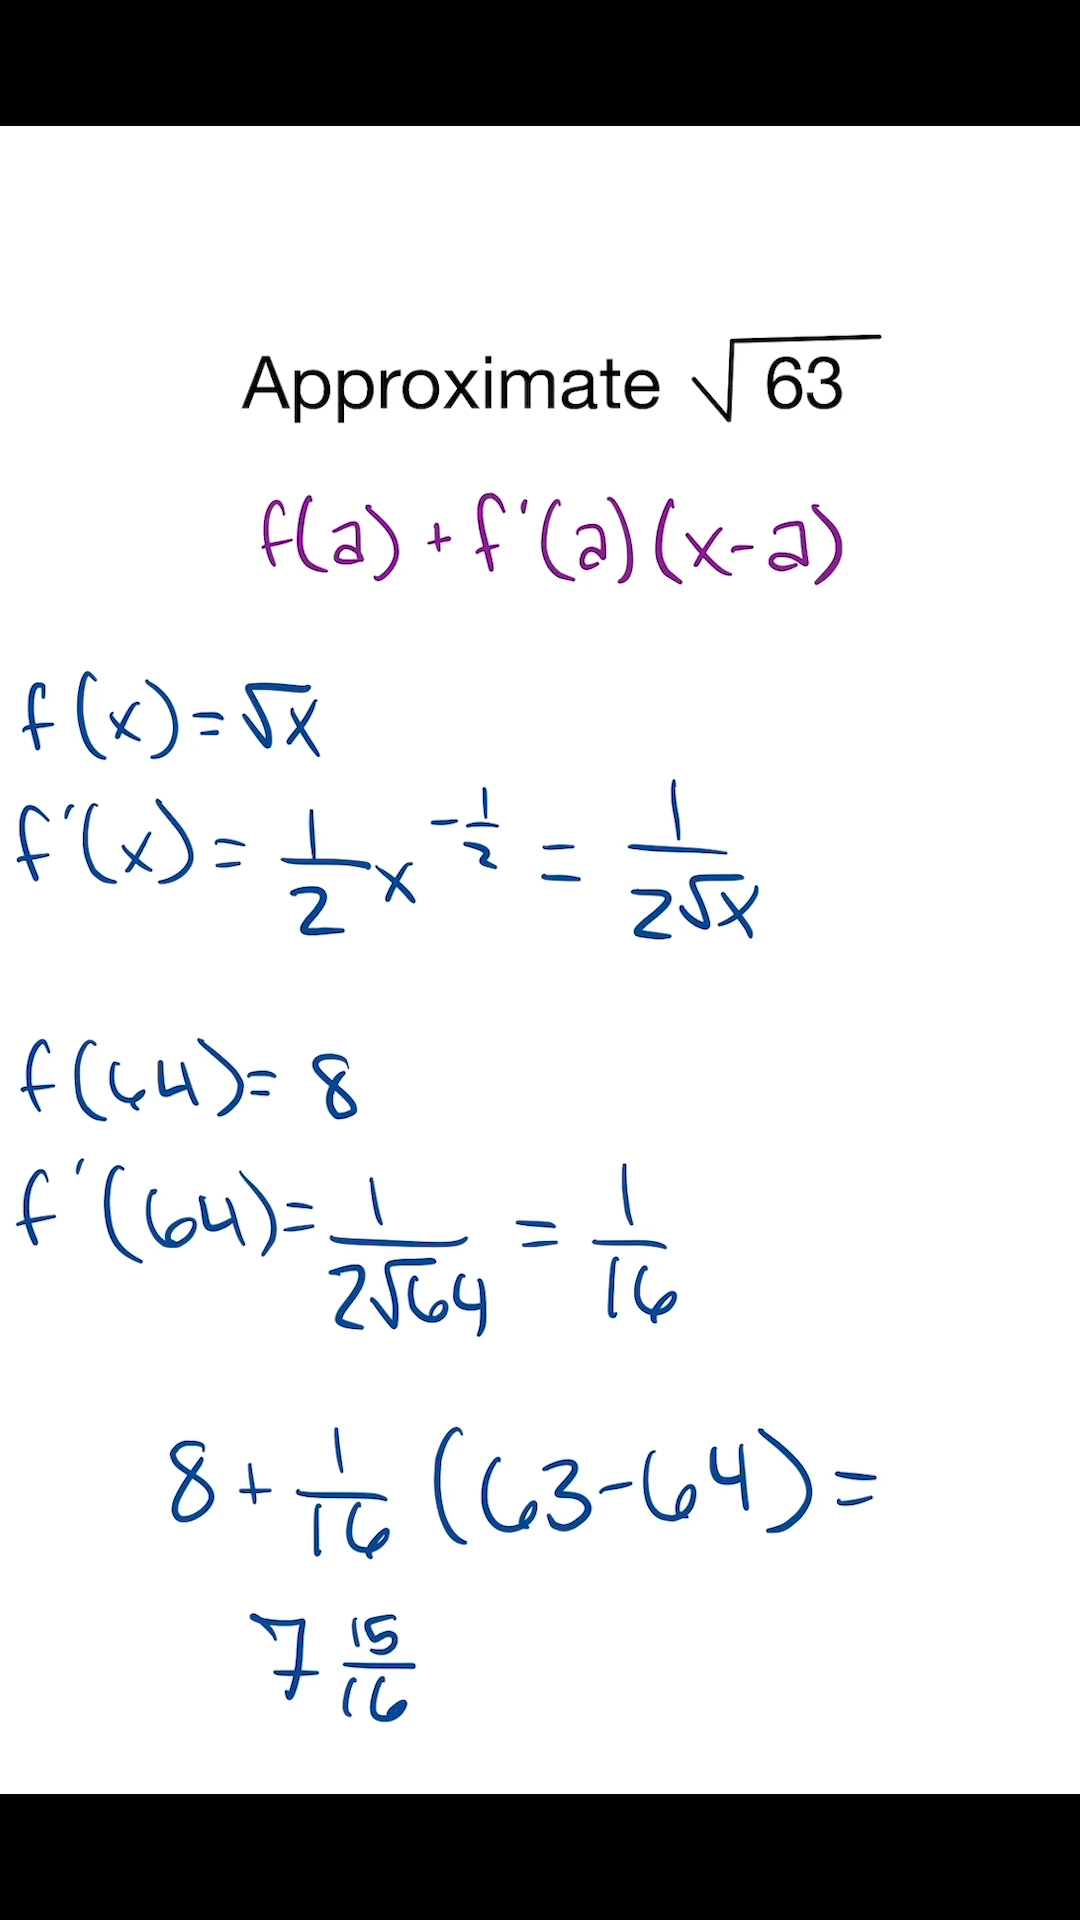 Approximate √63
f(a) + f'(a)(x-a)
f(x) = √x
f'(x) = 1/2 x^-1/2 = 1/2√x
f(64) = 8
f'(64) = 1/2√64 = 1/16
8 + 1/16 (63-64) =
7 15/16